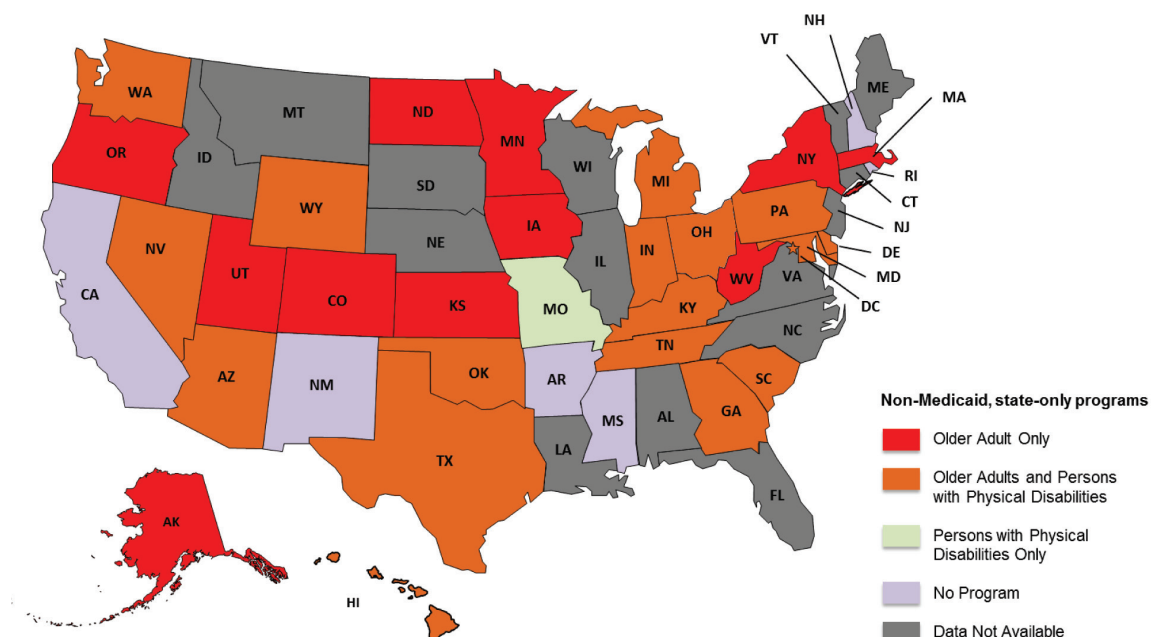 NH
VT
ME
WA
MT
ND
MA
MN
OR
ID
NY
WI
SD
RI
MI
WY
CT
PA
IA
NJ
NE
OH
NV
IN
DE
IL
UT
WV
MD
VA
CA
CO
KS
MO
DC
KY
NC
TN
OK
AZ
NM
AR
SC
GA
MS
AL
LA
TX
FL
AK
HI
Non-Medicaid, state-only programs
Older Adult Only
Older Adults and Persons
with Physical Disabilities
Persons with Physical
Disabilities Only
No Program
Data Not Available